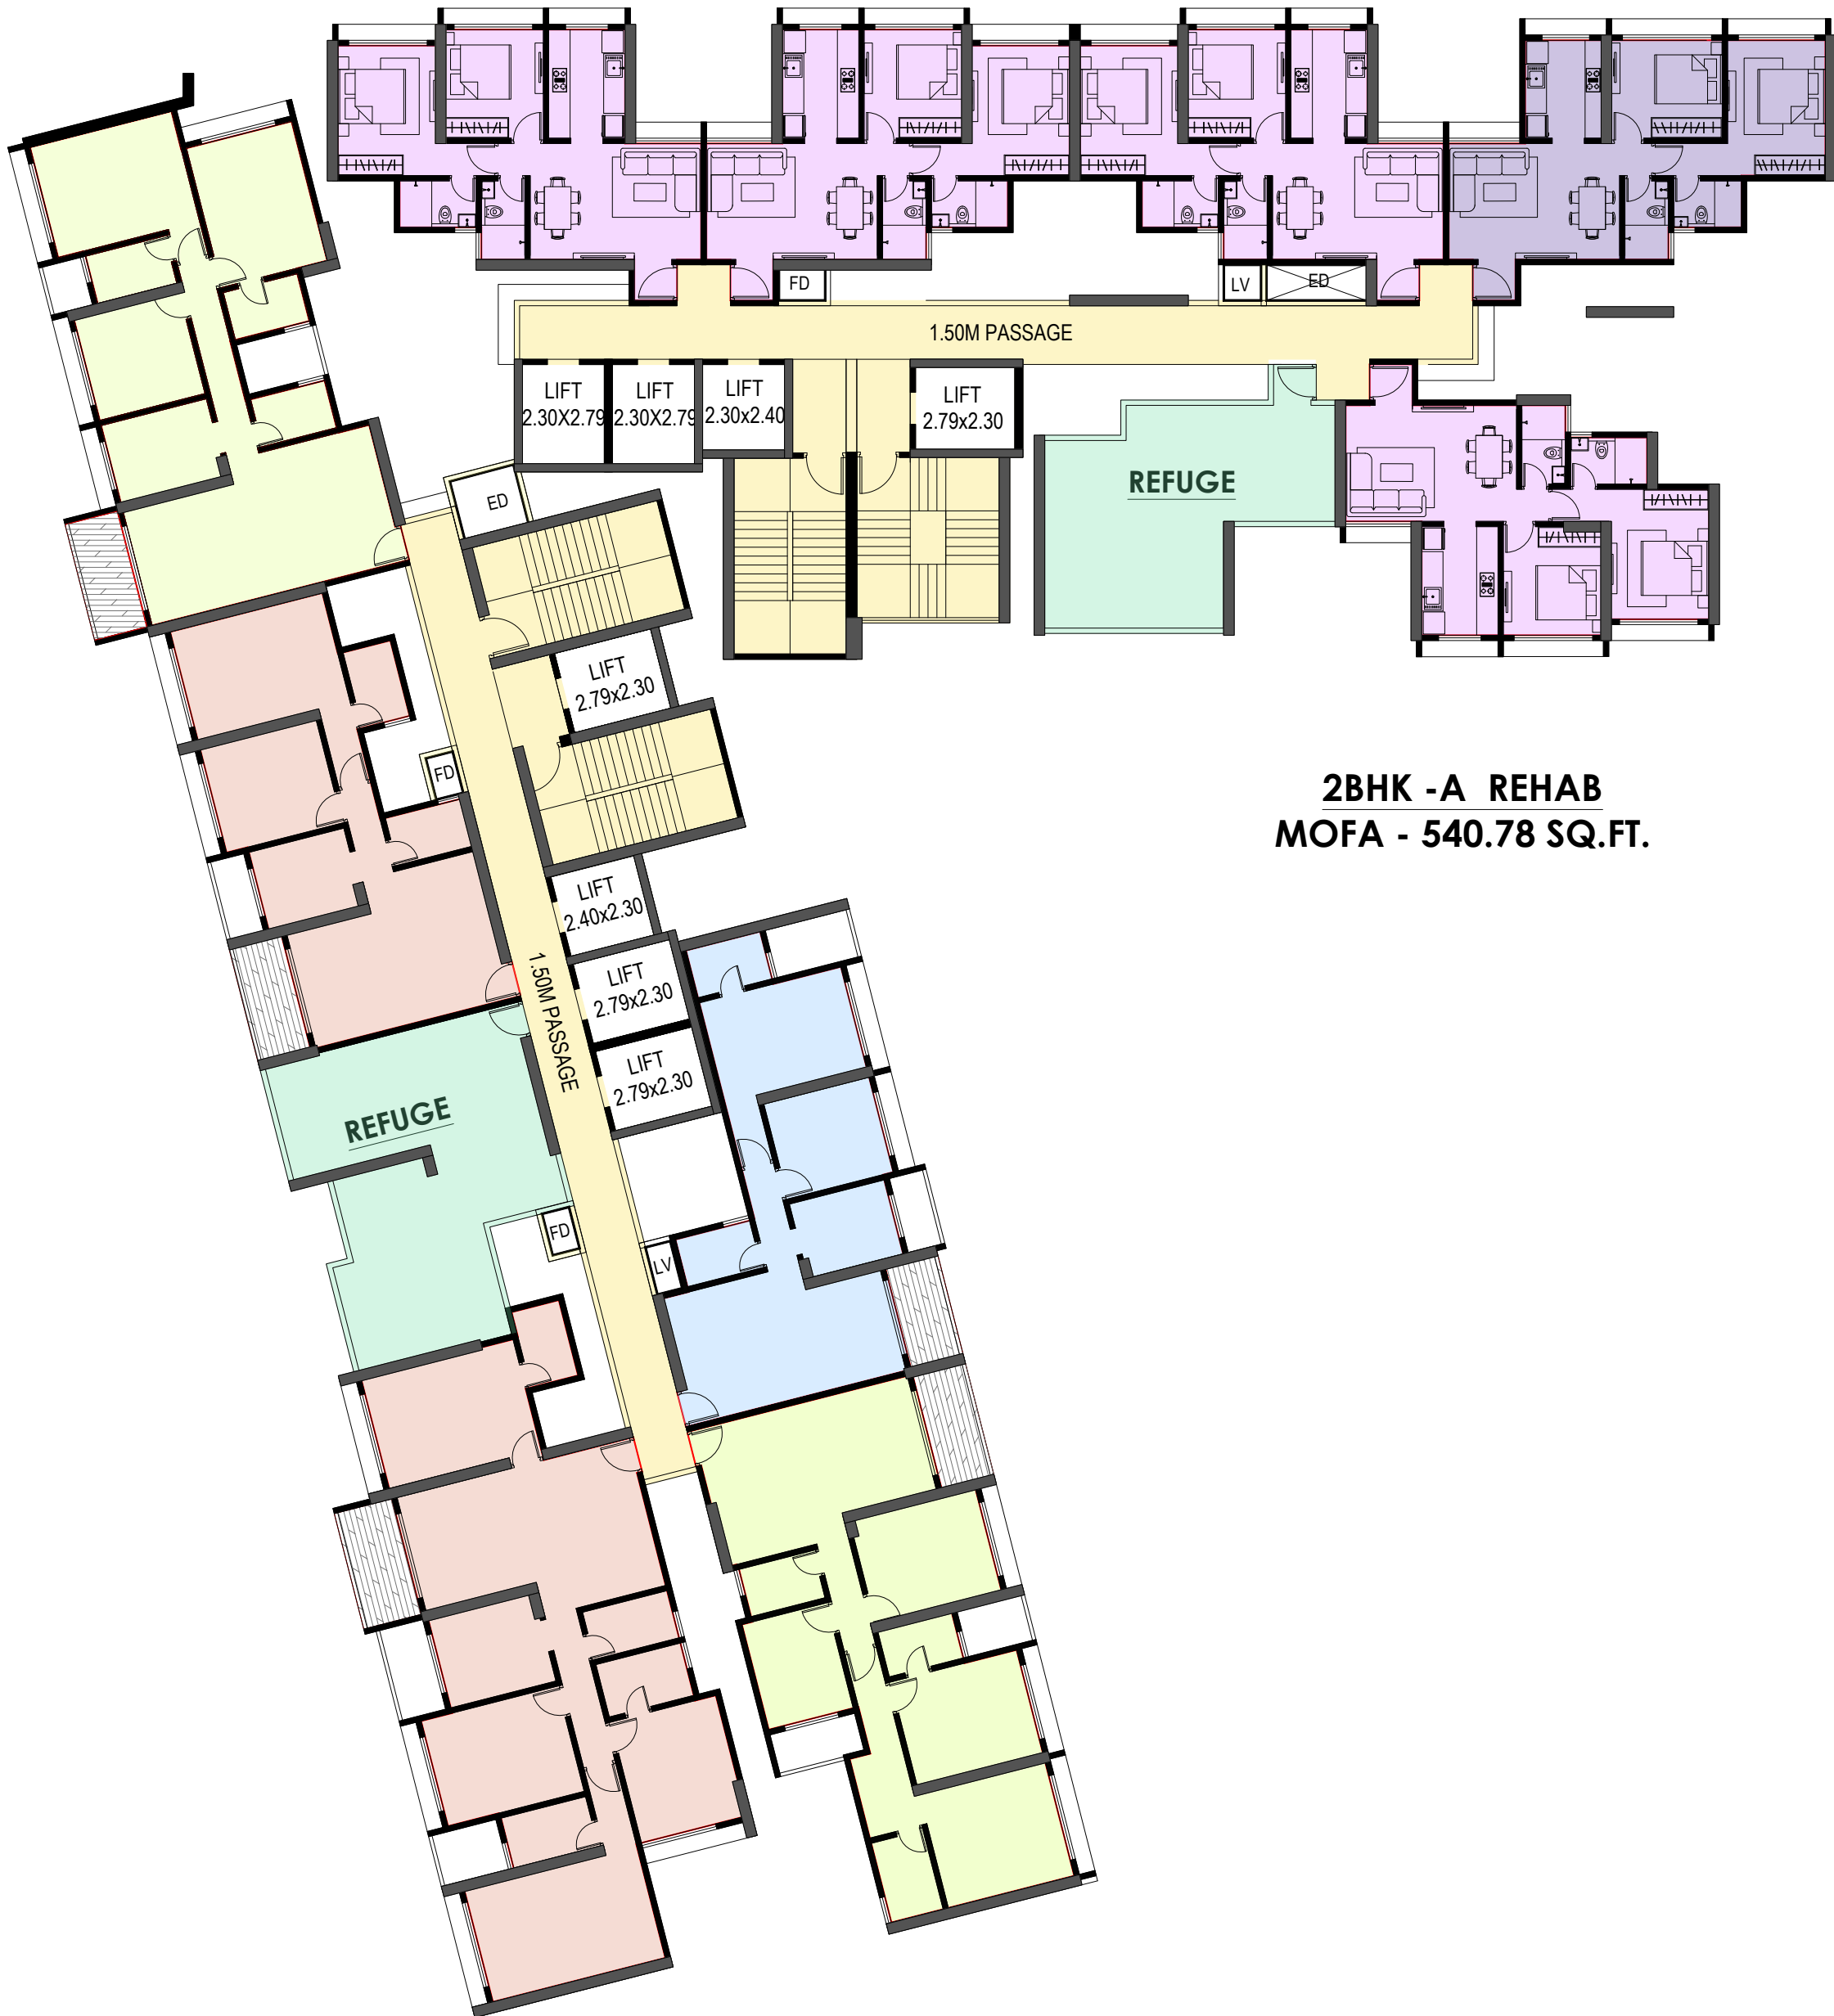 FD
LV
ED
1.50M PASSAGE
LIFT
2.30X2.79
LIFT
2.30X2.79
LIFT
2.30x2.40
LIFT
2.79x2.30
REFUGE
ED
LIFT
2.79x2.30
FD
2BHK -A REHAB
MOFA - 540.78 SQ.FT.
LIFT
2.40x2.30
1.50M PASSAGE
LIFT
2.79x2.30
LIFT
2.79x2.30
REFUGE
FD
LV